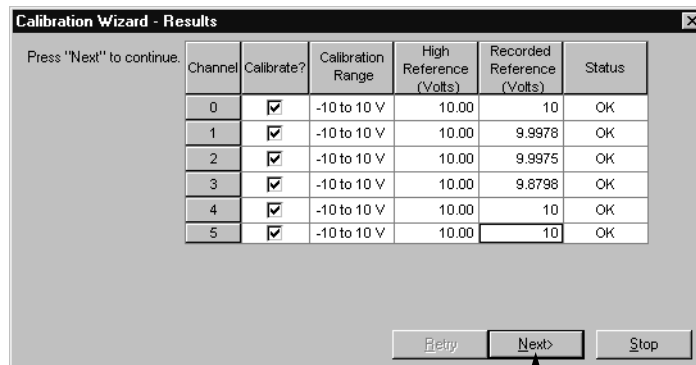 Calibration Wizard - Results
Press "Next" to continue.
Channel Calibrate? Calibration Range High Reference (Volts) Recorded Reference (Volts) Status
0 -10 to 10 V 10.00 10 OK
1 -10 to 10 V 10.00 9.9978 OK
2 -10 to 10 V 10.00 9.9975 OK
3 -10 to 10 V 10.00 9.8798 OK
4 -10 to 10 V 10.00 10 OK
5 -10 to 10 V 10.00 10 OK
Retry Next> Stop